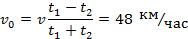 v₀ = v (t₁ − t₂)/(t₁ + t₂) = 48 км/час